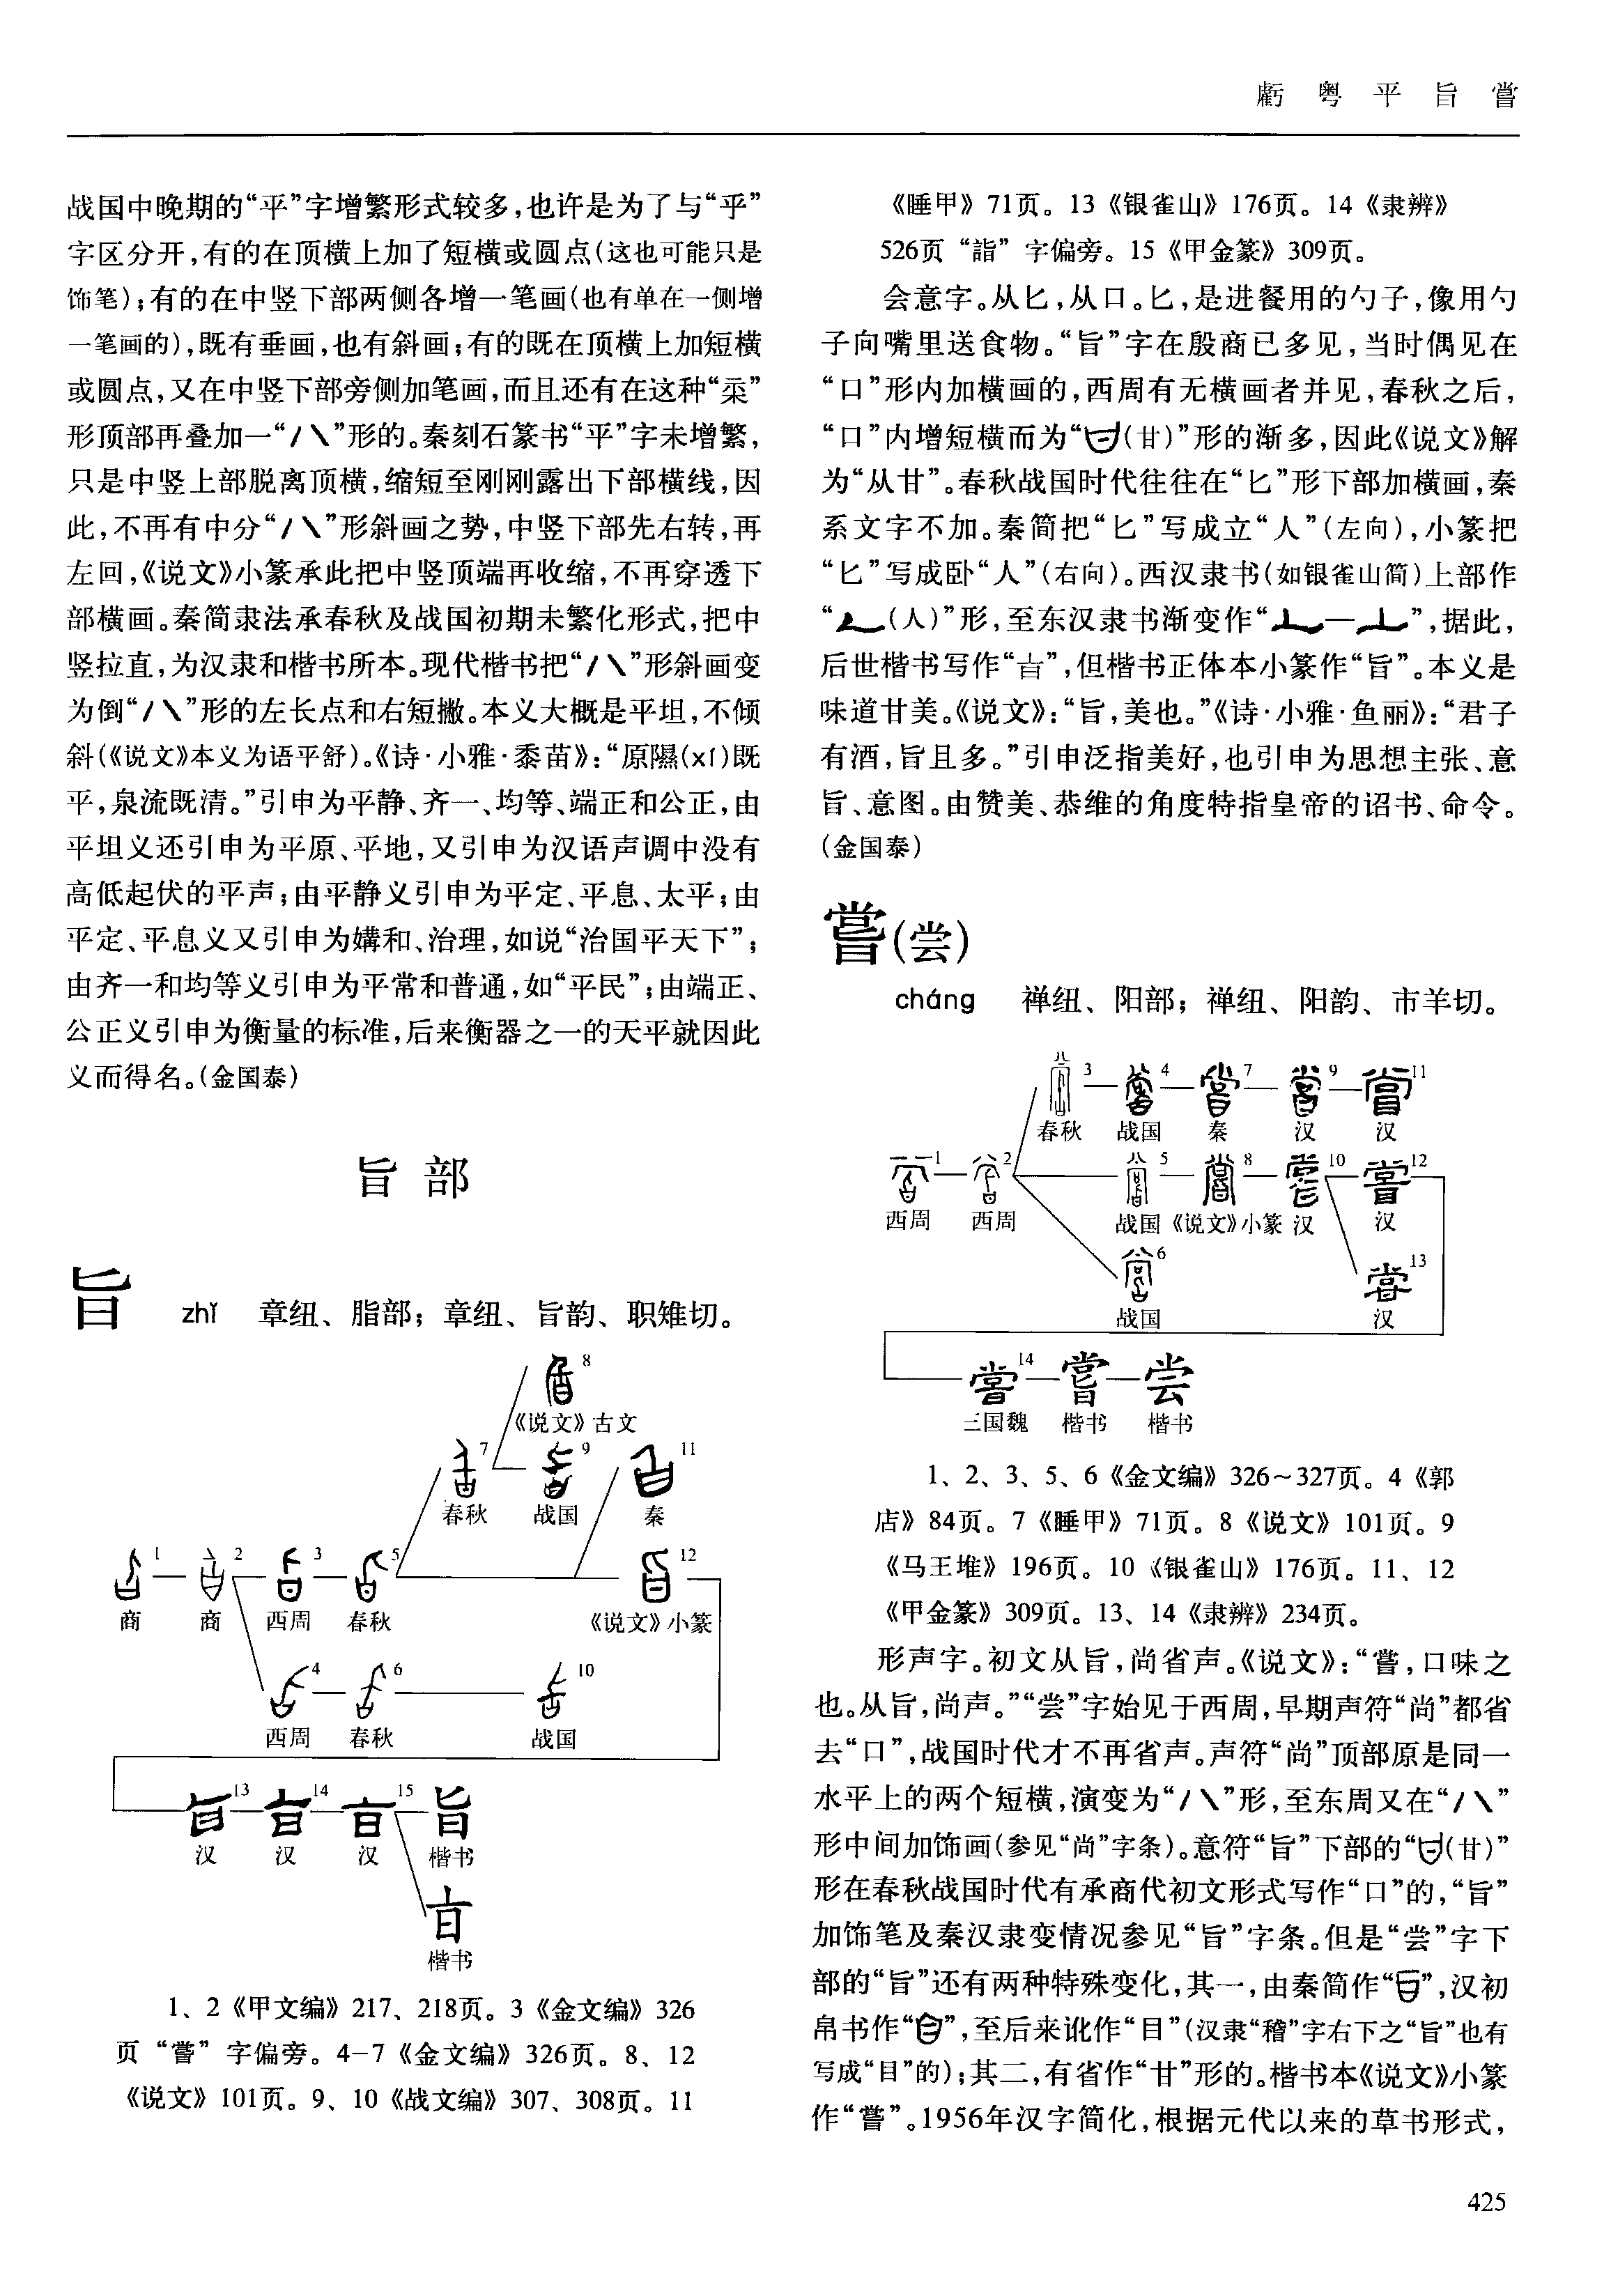 虧 粤 平 旨 嘗
战国中晚期的“平”字增繁形式较多,也许是为了与“乎”
字区分开,有的在顶横上加了短横或圆点(这也可能只是
饰笔);有的在中竖下部两侧各增一笔画(也有单在一侧增
一笔画的),既有垂画,也有斜画;有的既在顶横上加短横
或圆点,又在中竖下部旁侧加笔画,而且还有在这种“
形顶部再叠加一“/\”形的。秦刻石篆书“平”字未增繁,
只是中竖上部脱离顶横,缩短至刚刚露出下部横线,因
此,不再有中分“/\”形斜画之势,中竖下部先右转,再
左回,《说文》小篆承此把中竖顶端再收缩,不再穿透下
部横画。秦简隶法承春秋及战国初期未繁化形式,把中
竖拉直,为汉隶和楷书所本。现代楷书把“/\”形斜画变
为倒“/\”形的左长点和右短撇。本义大概是平坦,不倾
斜(《说文》本义为语平舒)。《诗·小雅·黍苗》:“原隰(xí)既
平,泉流既清。”引申为平静、齐一、均等、端正和公正,由
平坦义还引申为平原、平地,又引申为汉语声调中没有
高低起伏的平声;由平静义引申为平定、平息、太平;由
平定、平息义又引申为媾和、治理,如说“治国平天下”;
由齐一和均等义引申为平常和普通,如“平民”;由端正、
公正义引申为衡量的标准,后来衡器之一的天平就因此
义而得名。(金国泰)
旨 部
旨 zhǐ 章纽、脂部;章纽、旨韵、职雉切。
8
《说文》古文
7 9 11
春秋 战国 秦
1 2 3 5 12
商 商 西周 春秋 《说文》小篆
4 6 10
西周 春秋 战国
13 14 15 旨
汉 汉 汉 楷书
楷书
1、2《甲文编》217、218页。3《金文编》326
页“嘗”字偏旁。4-7《金文编》326页。8、12
《说文》101页。9、10《战文编》307、308页。11
《睡甲》71页。13《银雀山》176页。14《隶辨》
526页“詣”字偏旁。15《甲金篆》309页。
会意字。从匕,从口。匕,是进餐用的勺子,像用勺
子向嘴里送食物。“旨”字在殷商已多见,当时偶见在
“口”形内加横画的,西周有无横画者并见,春秋之后,
“口”内增短横而为“(甘)”形的渐多,因此《说文》解
为“从甘”。春秋战国时代往往在“匕”形下部加横画,秦
系文字不加。秦简把“匕”写成立“人”(左向),小篆把
“匕”写成卧“人”(右向)。西汉隶书(如银雀山简)上部作
“(人)”形,至东汉隶书渐变作“—”,据此,
后世楷书写作“”,但楷书正体本小篆作“旨”。本义是
味道甘美。《说文》:“旨,美也。”《诗·小雅·鱼丽》:“君子
有酒,旨且多。”引申泛指美好,也引申为思想主张、意
旨、意图。由赞美、恭维的角度特指皇帝的诏书、命令。
(金国泰)
嘗(尝)
cháng 禅纽、阳部;禅纽、阳韵、市羊切。
3 4 7 9 11
春秋 战国 秦 汉 汉
1 2 5 8 10 12
西周 西周 战国 《说文》小篆 汉 汉
6 13
战国 汉
14 嘗 尝
三国魏 楷书 楷书
1、2、3、5、6《金文编》326~327页。4《郭
店》84页。7《睡甲》71页。8《说文》101页。9
《马王堆》196页。10《银雀山》176页。11、12
《甲金篆》309页。13、14《隶辨》234页。
形声字。初文从旨,尚省声。《说文》:“嘗,口味之
也。从旨,尚声。”“尝”字始见于西周,早期声符“尚”都省
去“口”,战国时代才不再省声。声符“尚”顶部原是同一
水平上的两个短横,演变为“/\”形,至东周又在“/\”
形中间加饰画(参见“尚”字条)。意符“旨”下部的“(甘)”
形在春秋战国时代有承商代初文形式写作“口”的,“旨”
加饰笔及秦汉隶变情况参见“旨”字条。但是“尝”字下
部的“旨”还有两种特殊变化,其一,由秦简作“”,汉初
帛书作“”,至后来讹作“目”(汉隶“稽”字右下之“旨”也有
写成“目”的);其二,有省作“甘”形的。楷书本《说文》小篆
作“嘗”。1956年汉字简化,根据元代以来的草书形式,
425